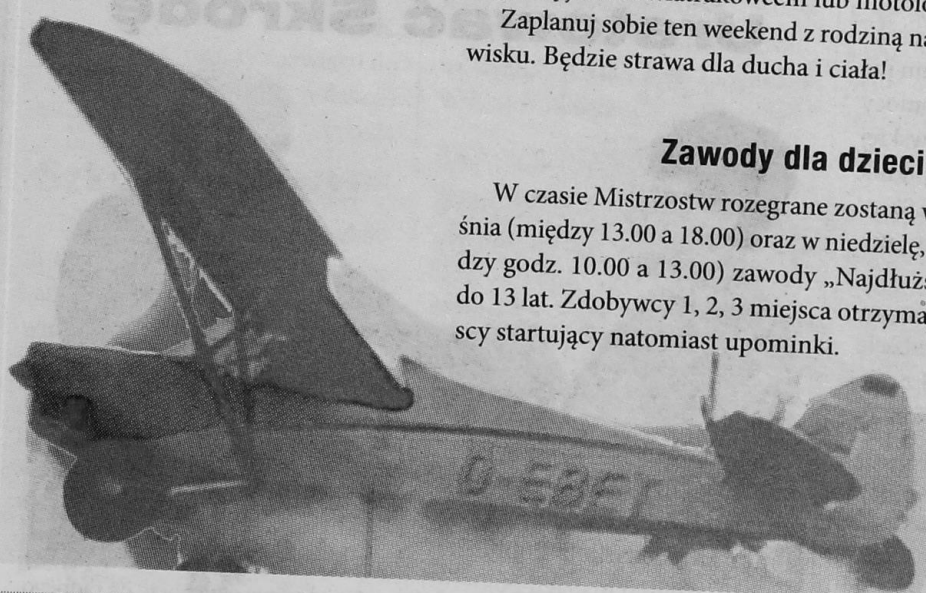 lub
Zaplanuj sobie ten weekend z rodziną
wisku. Będzie strawa dla ducha i ciała!
Zawody dla dzieci
W czasie Mistrzostw rozegrane zostaną
śnia (między 13.00 a 18.00) oraz w niedzielę,
dzy godz. 10.00 a 13.00) zawody „Najdłuż
do 13 lat. Zdobywcy 1, 2, 3 miejsca otrzyma
scy startujący natomiast upominki.
D-EBET